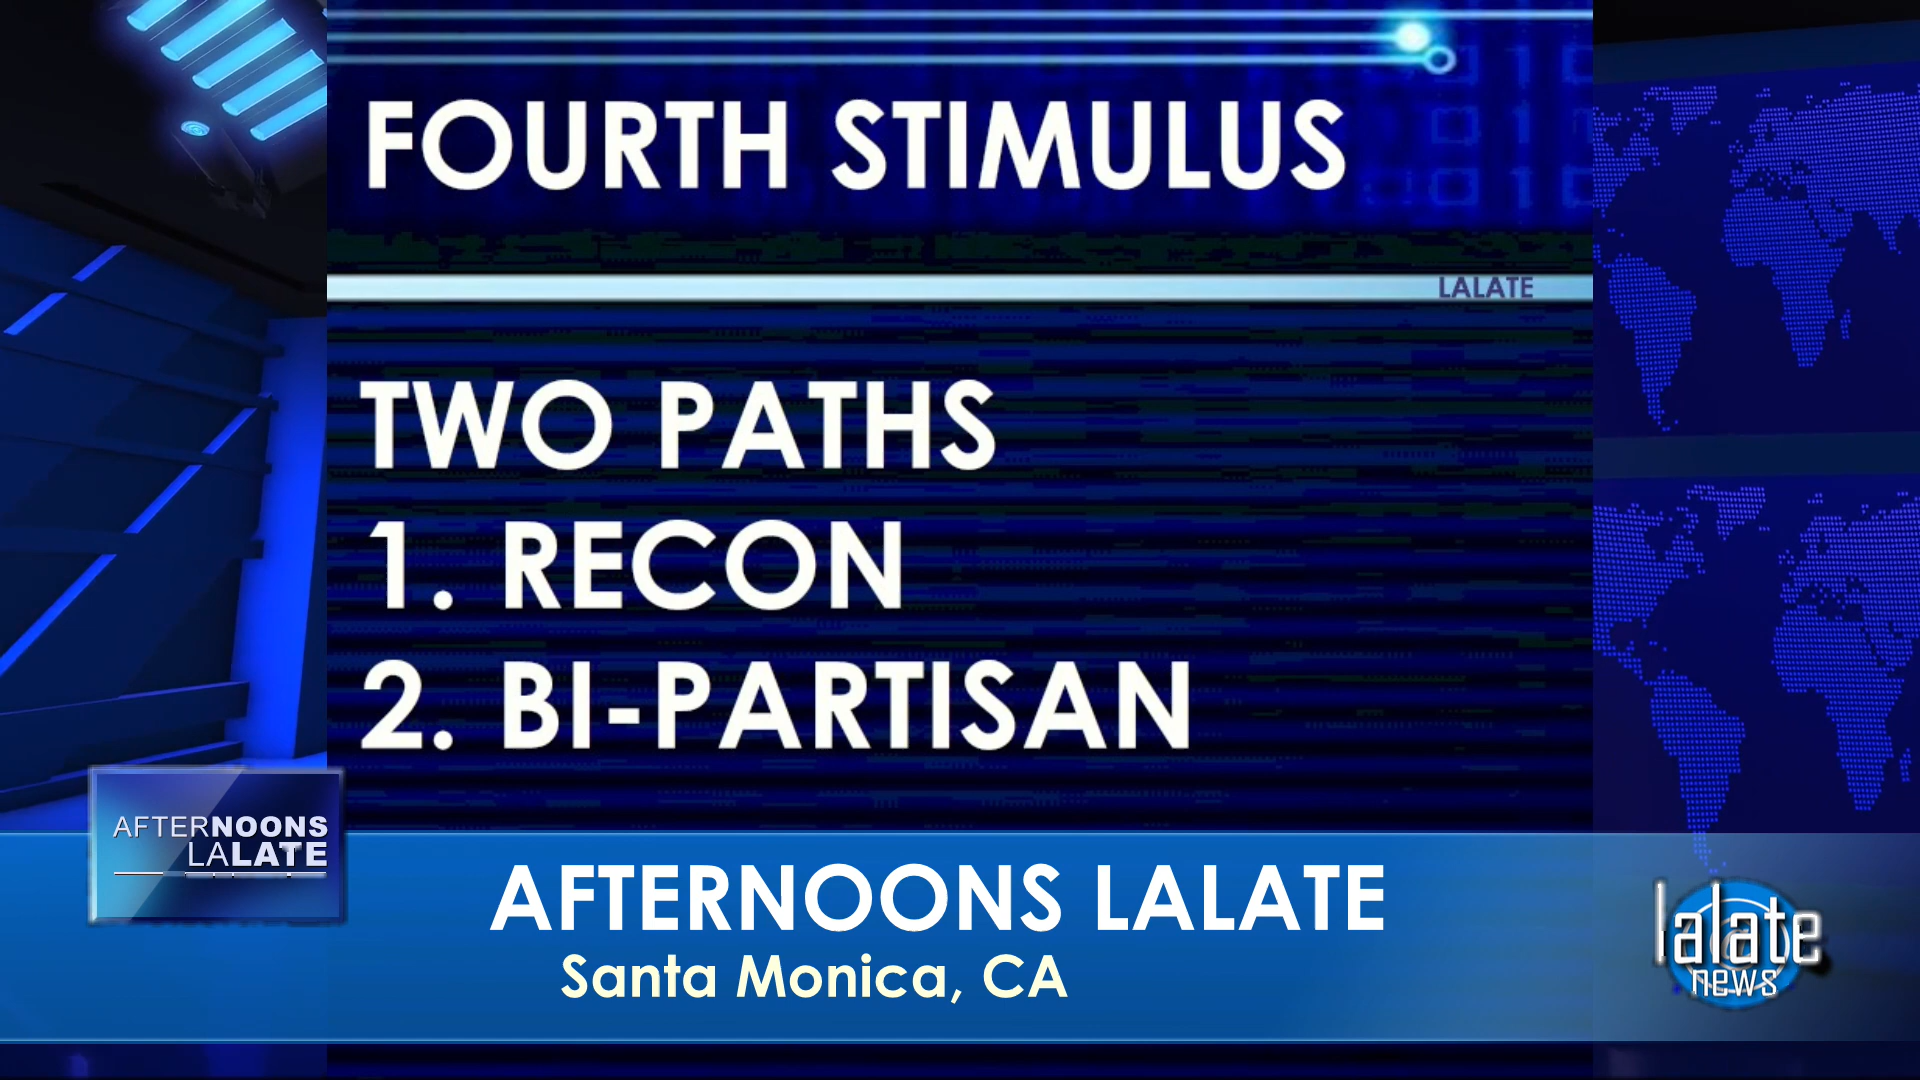 FOURTH STIMULUS
LALATE
TWO PATHS
1. RECON
2. BI-PARTISAN
AFTERNOONS
LALATE
AFTERNOONS LALATE
Santa Monica, CA
lalate
news